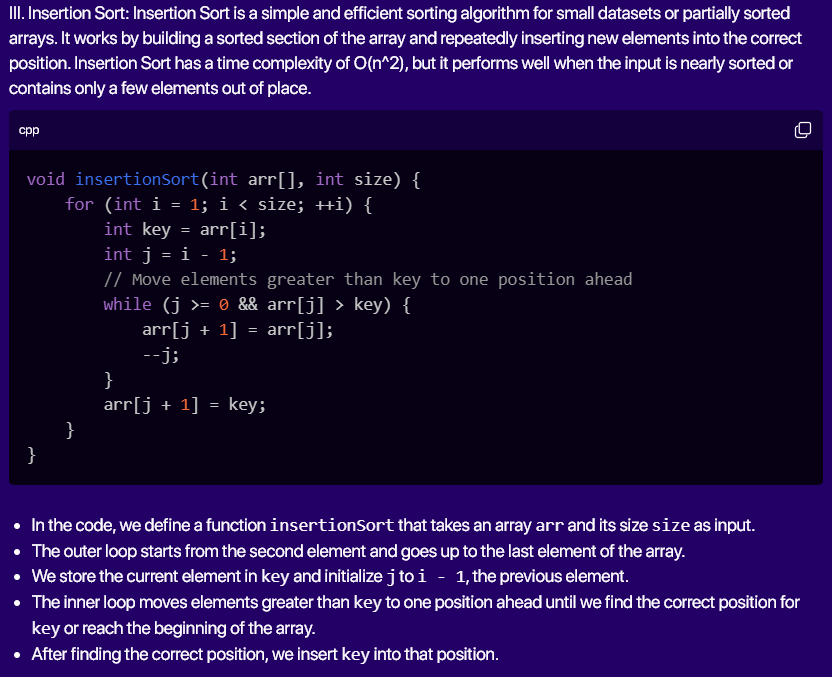 III. Insertion Sort: Insertion Sort is a simple and efficient sorting algorithm for small datasets or partially sorted
arrays. It works by building a sorted section of the array and repeatedly inserting new elements into the correct
position. Insertion Sort has a time complexity of O(n^2), but it performs well when the input is nearly sorted or
contains only a few elements out of place.
cpp
void insertionSort(int arr[], int size) {
    for (int i = 1; i < size; ++i) {
        int key = arr[i];
        int j = i - 1;
        // Move elements greater than key to one position ahead
        while (j >= 0 && arr[j] > key) {
            arr[j + 1] = arr[j];
            --j;
        }
        arr[j + 1] = key;
    }
}
• In the code, we define a function insertionSort that takes an array arr and its size size as input.
• The outer loop starts from the second element and goes up to the last element of the array.
• We store the current element in key and initialize j to i - 1, the previous element.
• The inner loop moves elements greater than key to one position ahead until we find the correct position for
key or reach the beginning of the array.
• After finding the correct position, we insert key into that position.